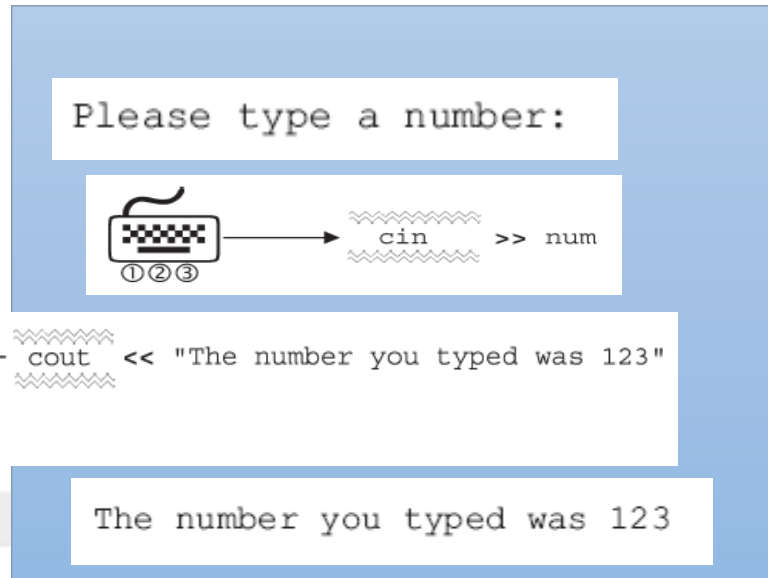 Please type a number:
cin >> num
①②③
cout << "The number you typed was 123"
The number you typed was 123